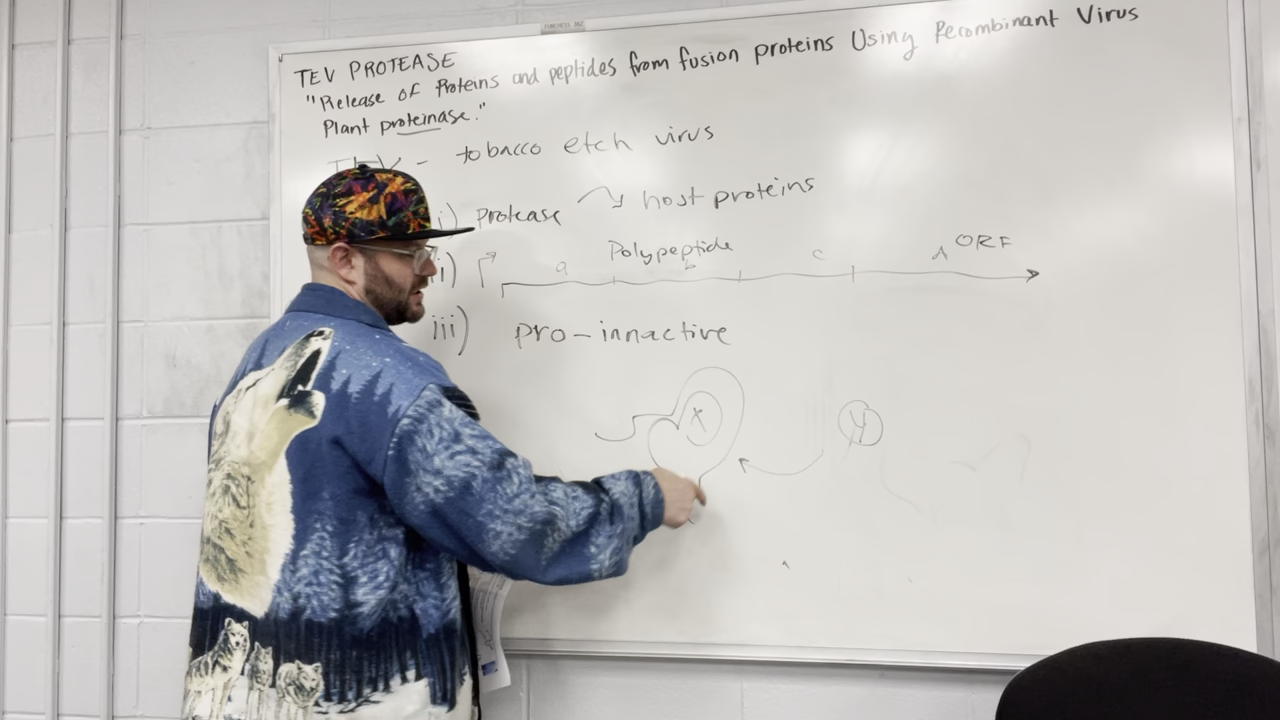 TEV PROTEASE
"Release of Proteins and peptides from fusion proteins Using Recombinant Virus
Plant proteinase."
TEV - tobacco etch virus
i) Protease host proteins
ii) Polypeptide ORF
a b c
iii) pro-innactive
X